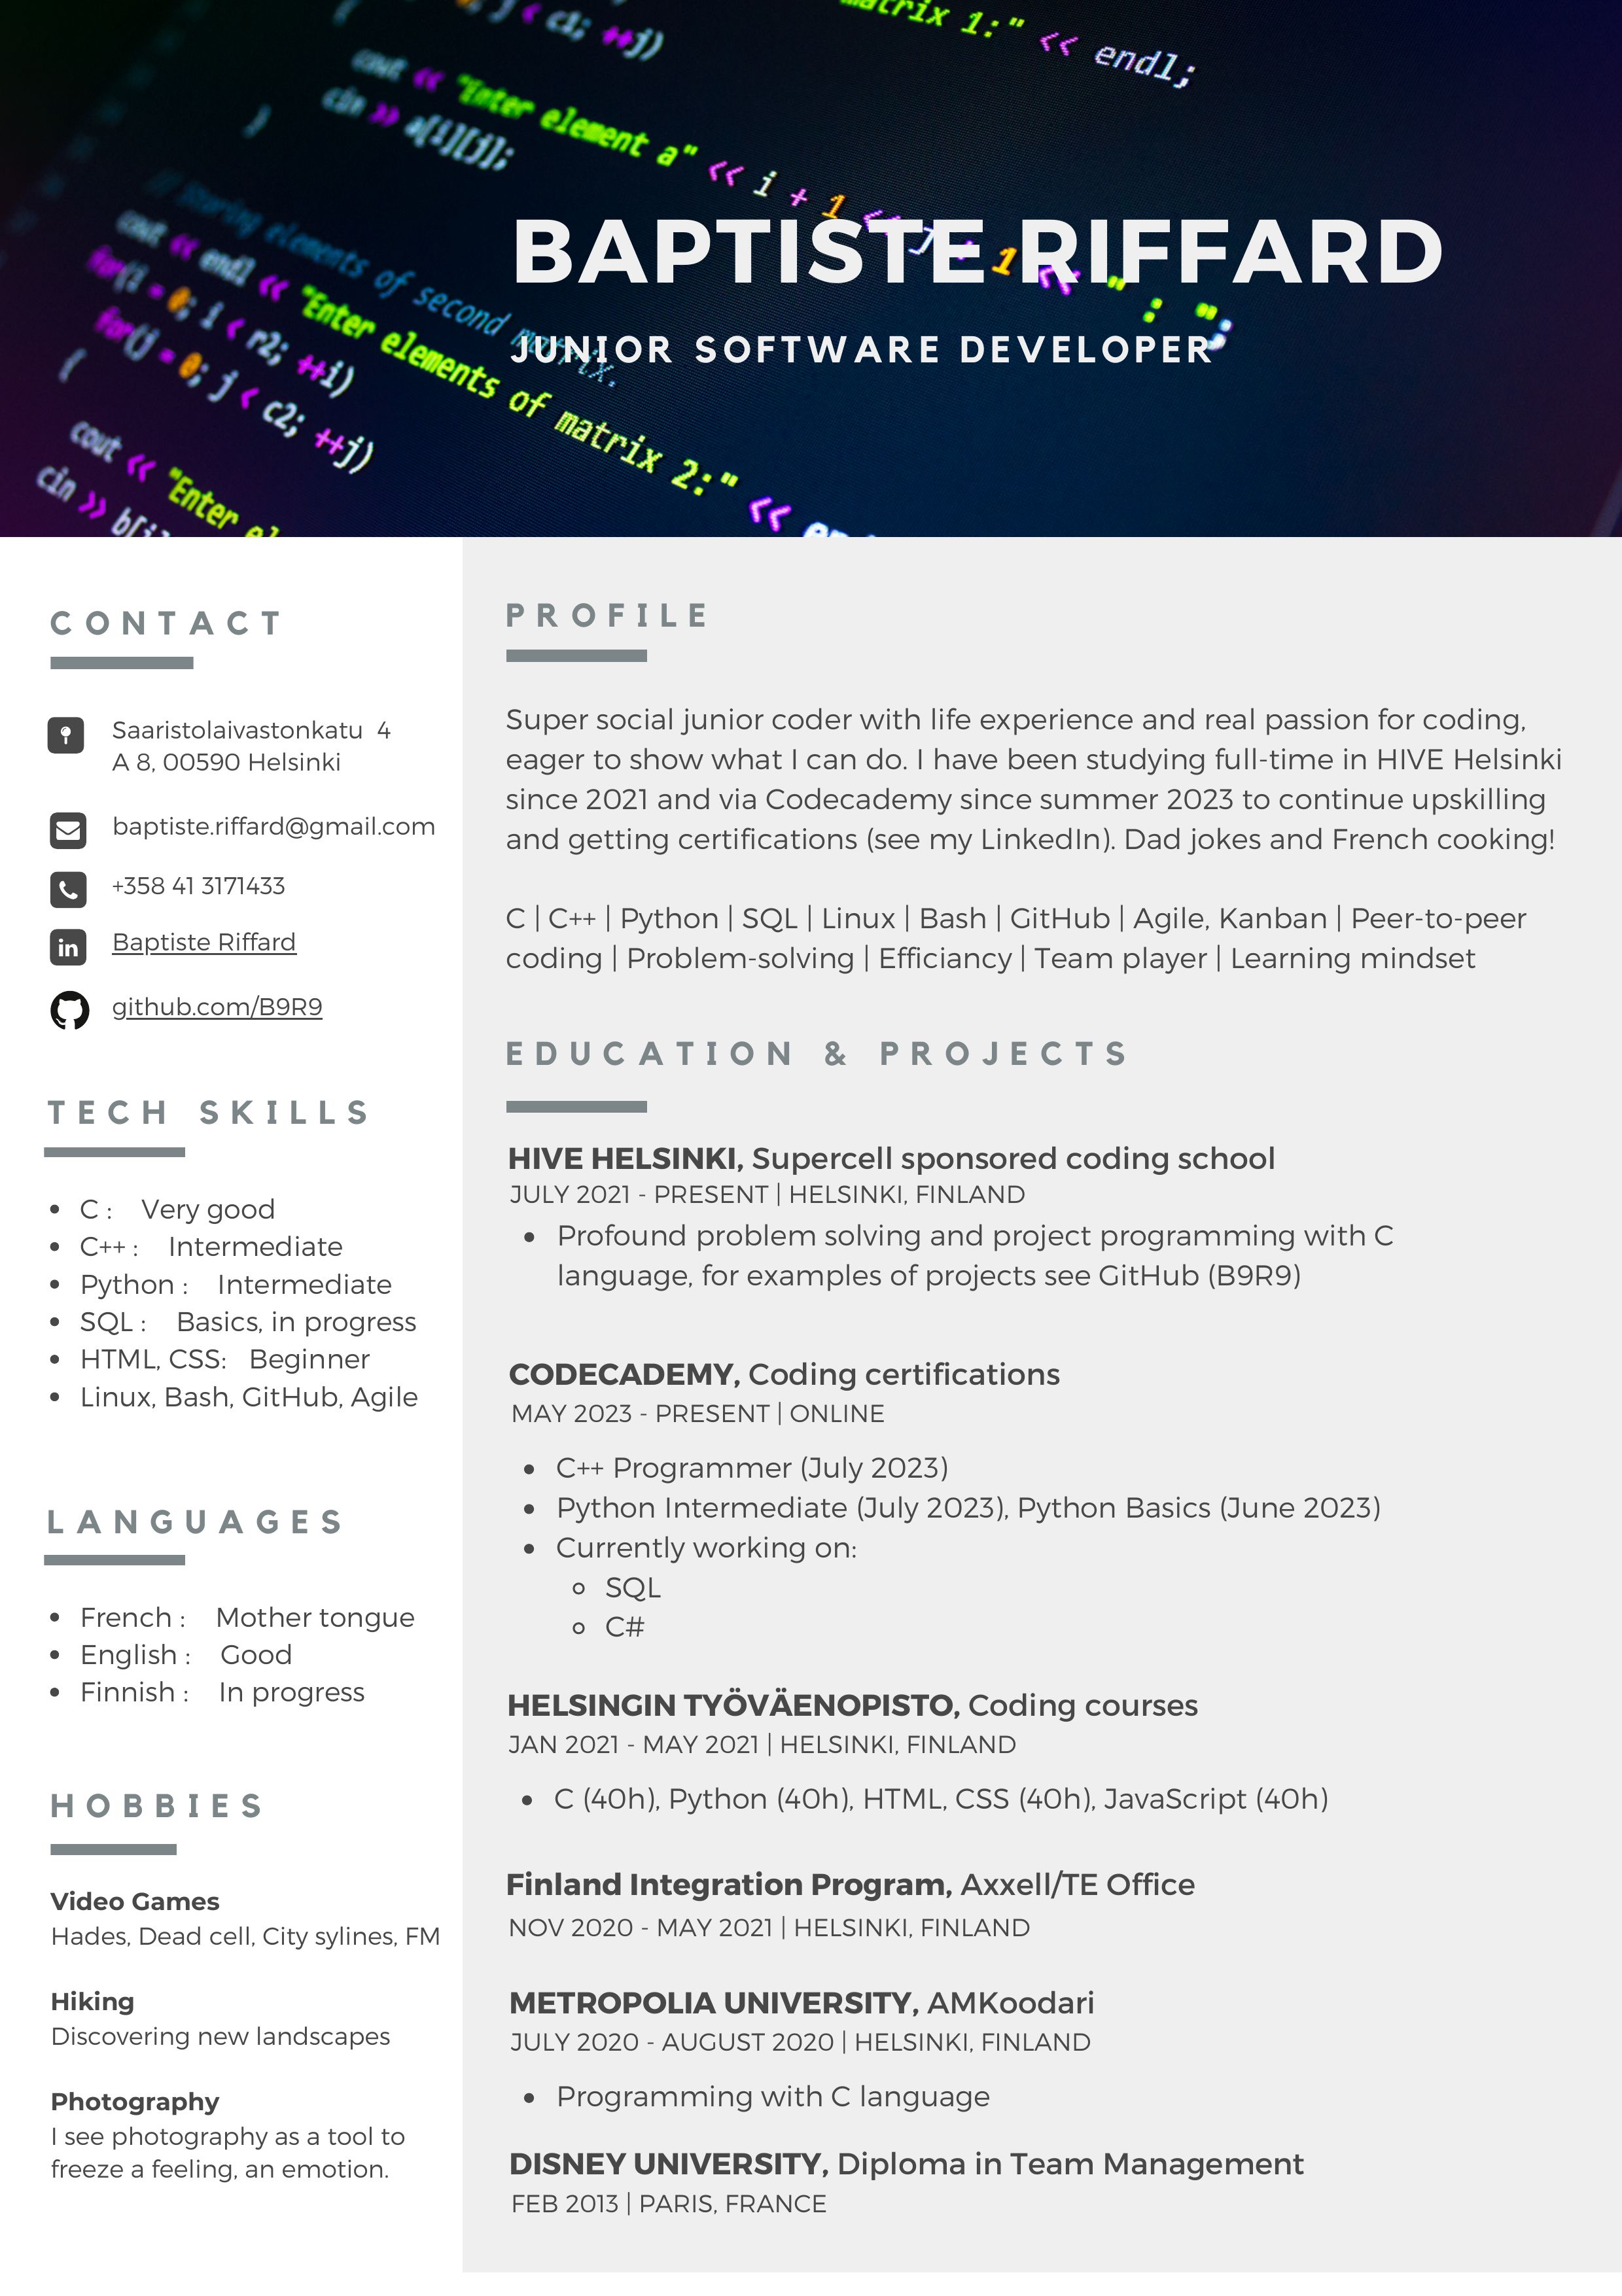 matrix 1:" << endl;
j < c1; ++j)
cout << "Enter element a" << i + 1 << j + 1 << " : ";
cin >> a[i][j];
}
// Storing elements of second matrix.
cout << endl << "Enter elements of matrix 2:" <<
for(i = 0; i < r2; ++i)
for(j = 0; j < c2; ++j)
{
cout << "Enter
cin >>
BAPTISTE RIFFARD
JUNIOR SOFTWARE DEVELOPER
CONTACT
Saaristolaivastonkatu 4
A 8, 00590 Helsinki
baptiste.riffard@gmail.com
+358 41 3171433
in Baptiste Riffard
github.com/B9R9
TECH SKILLS
• C : Very good
• C++ : Intermediate
• Python : Intermediate
• SQL : Basics, in progress
• HTML, CSS: Beginner
• Linux, Bash, GitHub, Agile
LANGUAGES
• French : Mother tongue
• English : Good
• Finnish : In progress
HOBBIES
Video Games
Hades, Dead cell, City sylines, FM
Hiking
Discovering new landscapes
Photography
I see photography as a tool to
freeze a feeling, an emotion.
PROFILE
Super social junior coder with life experience and real passion for coding,
eager to show what I can do. I have been studying full-time in HIVE Helsinki
since 2021 and via Codecademy since summer 2023 to continue upskilling
and getting certifications (see my LinkedIn). Dad jokes and French cooking!
C | C++ | Python | SQL | Linux | Bash | GitHub | Agile, Kanban | Peer-to-peer
coding | Problem-solving | Efficiancy | Team player | Learning mindset
EDUCATION & PROJECTS
HIVE HELSINKI, Supercell sponsored coding school
JULY 2021 - PRESENT | HELSINKI, FINLAND
• Profound problem solving and project programming with C
language, for examples of projects see GitHub (B9R9)
CODECADEMY, Coding certifications
MAY 2023 - PRESENT | ONLINE
• C++ Programmer (July 2023)
• Python Intermediate (July 2023), Python Basics (June 2023)
• Currently working on:
◦ SQL
◦ C#
HELSINGIN TYÖVÄENOPISTO, Coding courses
JAN 2021 - MAY 2021 | HELSINKI, FINLAND
• C (40h), Python (40h), HTML, CSS (40h), JavaScript (40h)
Finland Integration Program, Axxell/TE Office
NOV 2020 - MAY 2021 | HELSINKI, FINLAND
METROPOLIA UNIVERSITY, AMKoodari
JULY 2020 - AUGUST 2020 | HELSINKI, FINLAND
• Programming with C language
DISNEY UNIVERSITY, Diploma in Team Management
FEB 2013 | PARIS, FRANCE